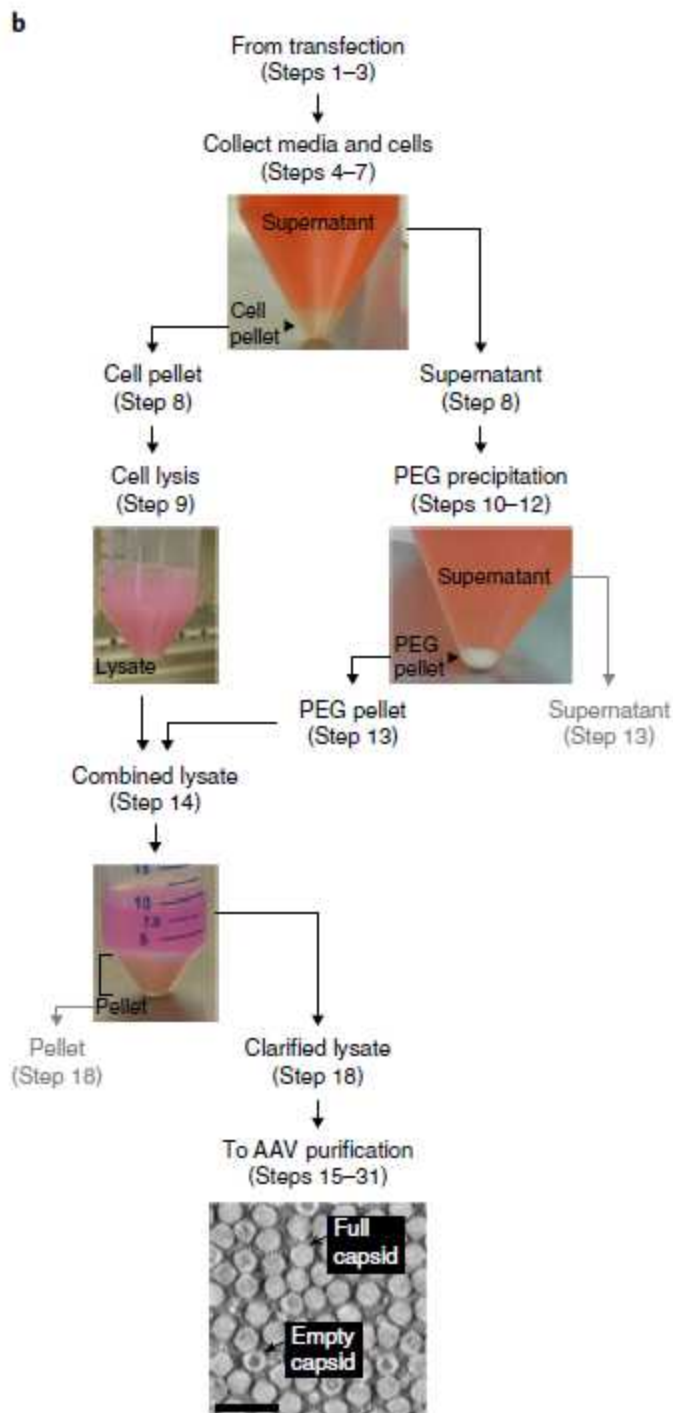 b
From transfection
(Steps 1–3)
Collect media and cells
(Steps 4–7)
Supernatant
Cell
pellet
Cell pellet
(Step 8)
Supernatant
(Step 8)
Cell lysis
(Step 9)
PEG precipitation
(Steps 10–12)
Lysate
Supernatant
PEG
pellet
PEG pellet
(Step 13)
Supernatant
(Step 13)
Combined lysate
(Step 14)
10
7.5
5
Pellet
Pellet
(Step 18)
Clarified lysate
(Step 18)
To AAV purification
(Steps 15–31)
Full
capsid
Empty
capsid